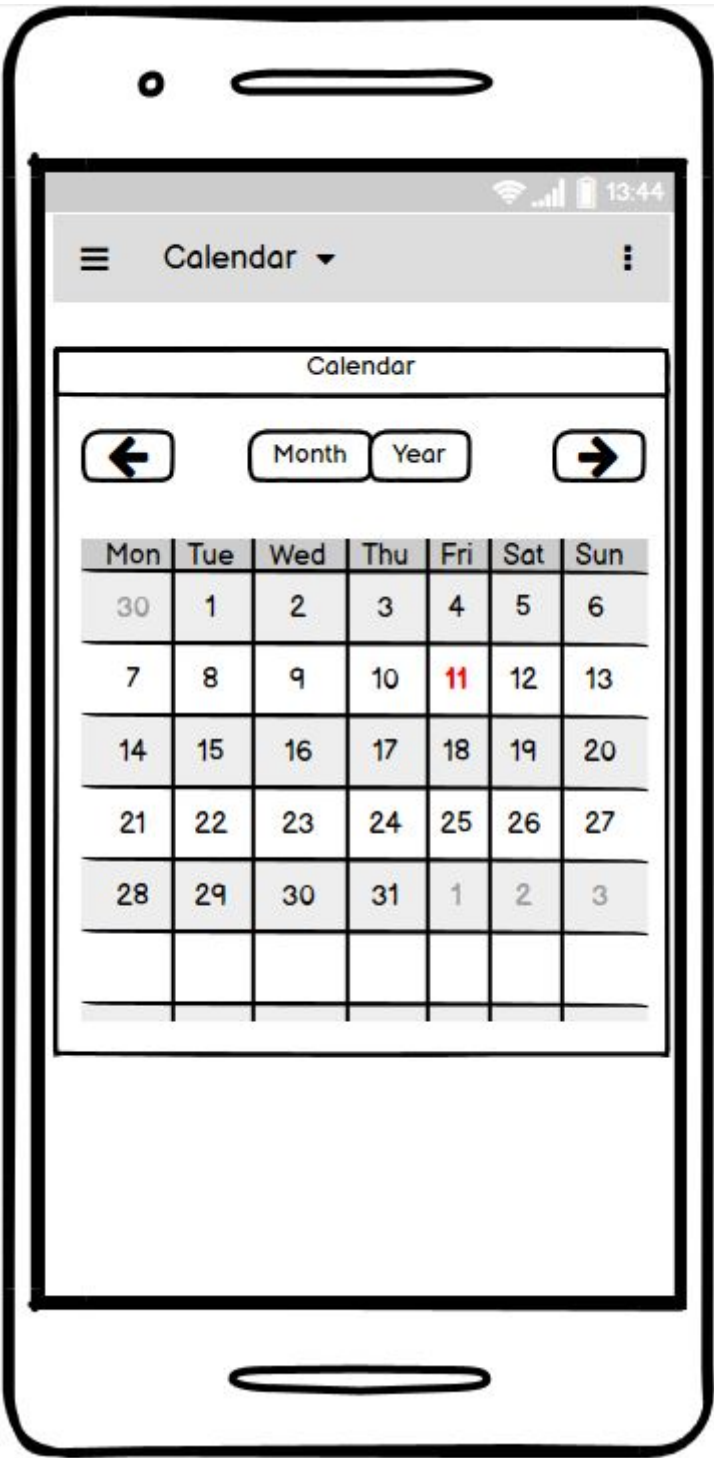 13:44
Calendar
Calendar
Month Year
Mon Tue Wed Thu Fri Sat Sun
30 1 2 3 4 5 6
7 8 9 10 11 12 13
14 15 16 17 18 19 20
21 22 23 24 25 26 27
28 29 30 31 1 2 3